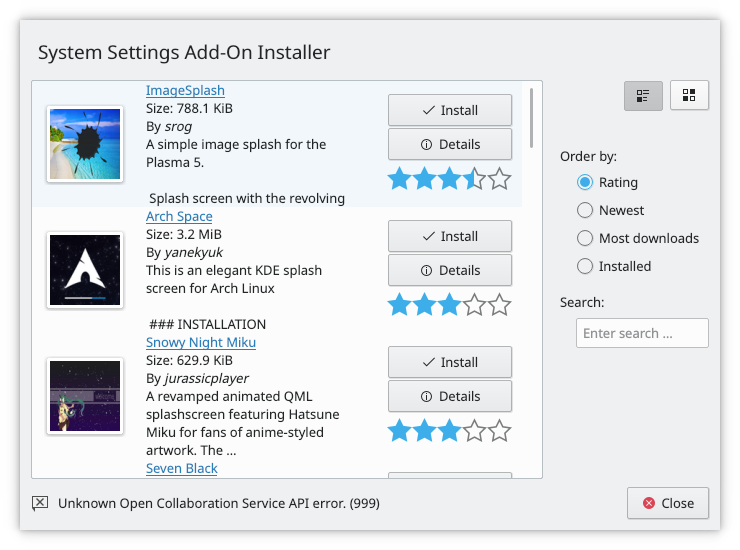 System Settings Add-On Installer
ImageSplash
Size: 788.1 KiB
By srog
A simple image splash for the
Plasma 5.
Splash screen with the revolving
Install
Details
Arch Space
Size: 3.2 MiB
By yanekyuk
This is an elegant KDE splash
screen for Arch Linux
### INSTALLATION
Install
Details
Snowy Night Miku
Size: 629.9 KiB
By jurassicplayer
A revamped animated QML
splashscreen featuring Hatsune
Miku for fans of anime-styled
artwork. The ...
Install
Details
Seven Black
Order by:
Rating
Newest
Most downloads
Installed
Search:
Enter search ...
Unknown Open Collaboration Service API error. (999)
Close